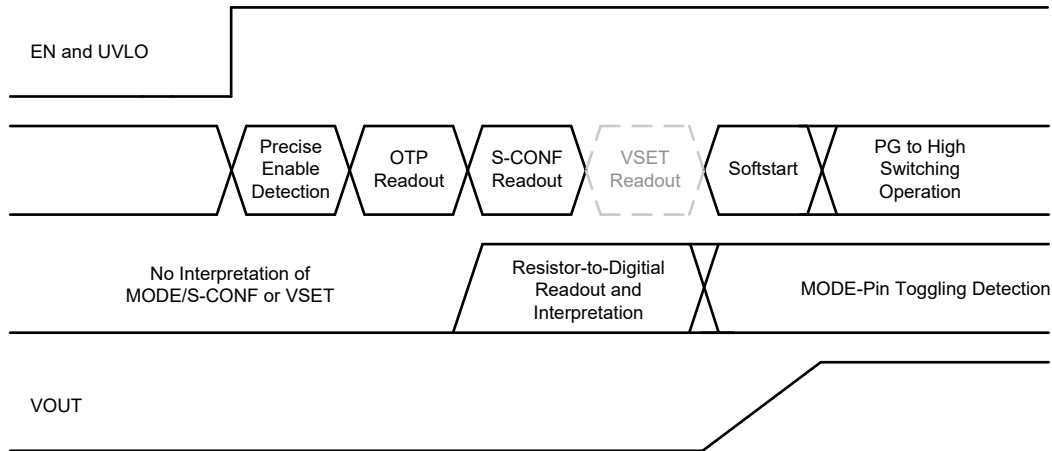 EN and UVLO
Precise
Enable
Detection
OTP
Readout
S-CONF
Readout
VSET
Readout
Softstart
PG to High
Switching
Operation
No Interpretation of
MODE/S-CONF or VSET
Resistor-to-Digitial
Readout and
Interpretation
MODE-Pin Toggling Detection
VOUT